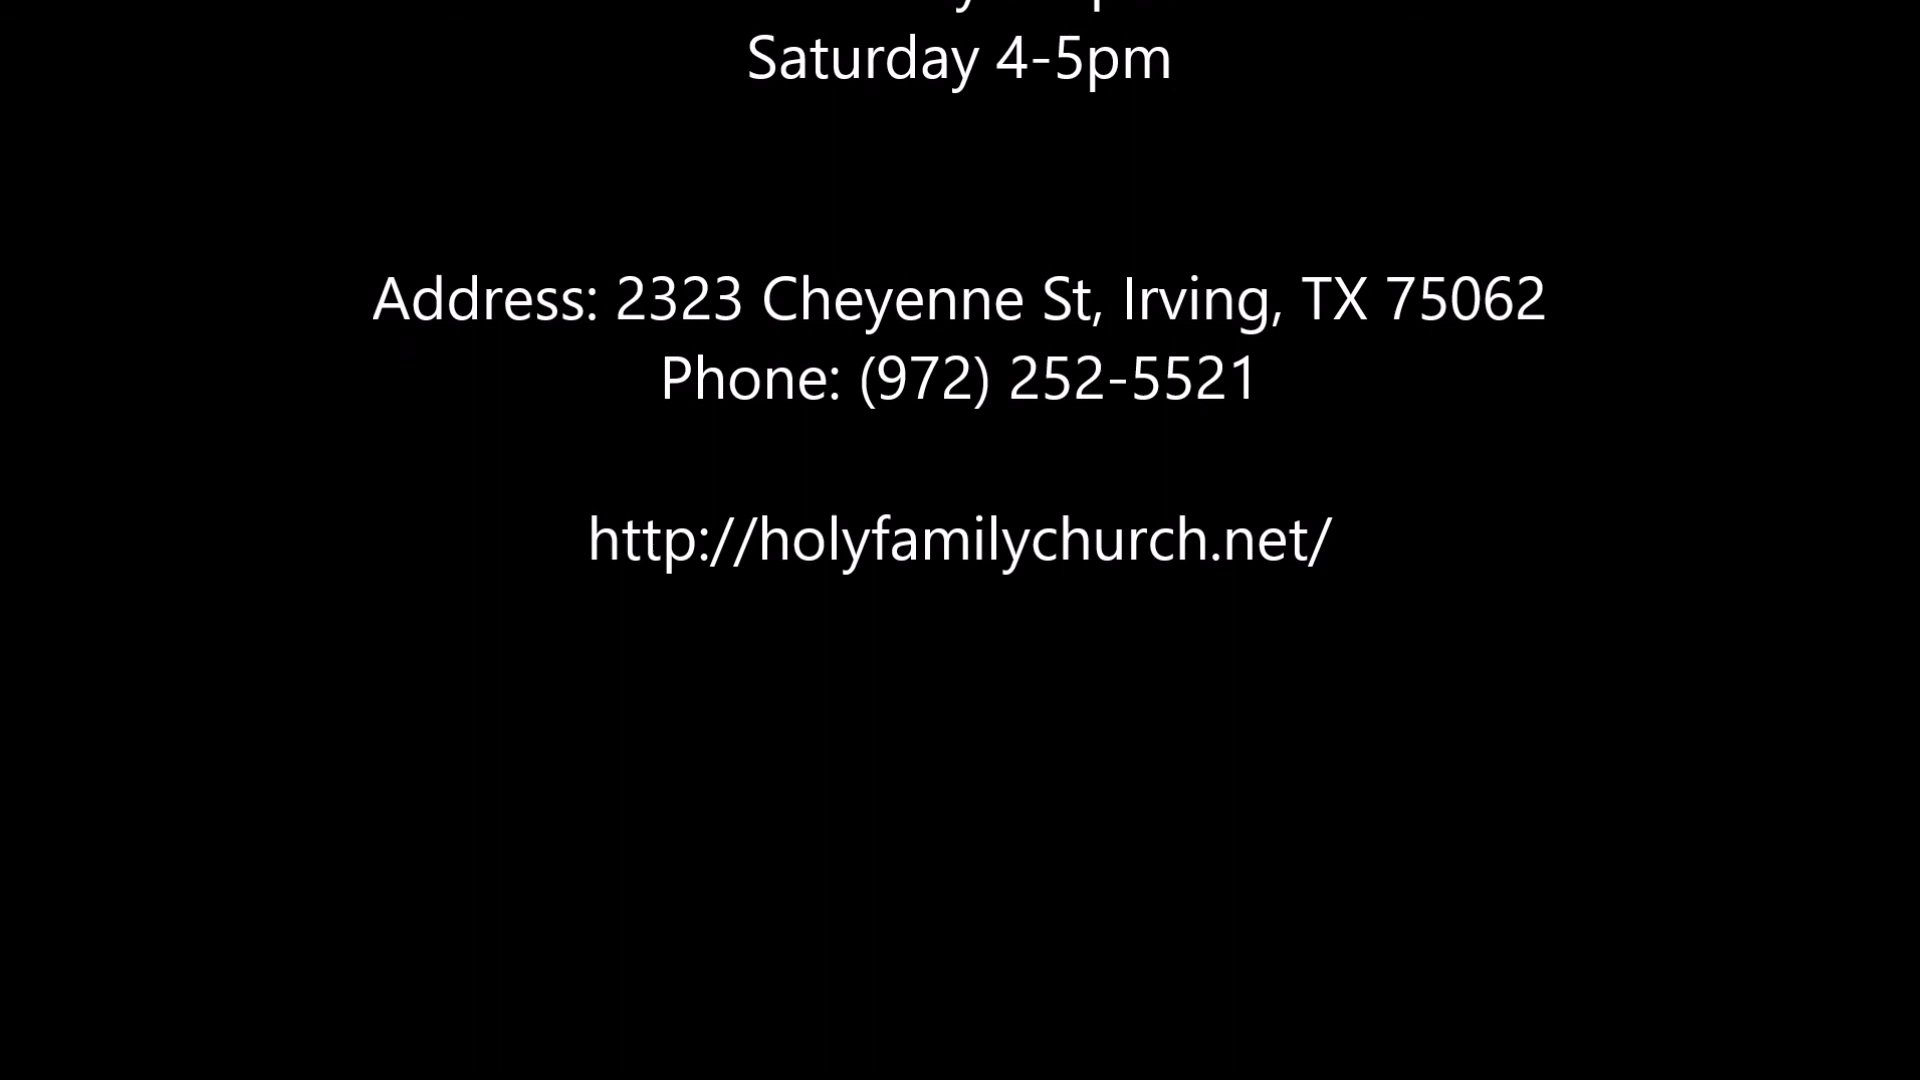 Saturday 4-5pm
Address: 2323 Cheyenne St, Irving, TX 75062
Phone: (972) 252-5521
http://holyfamilychurch.net/